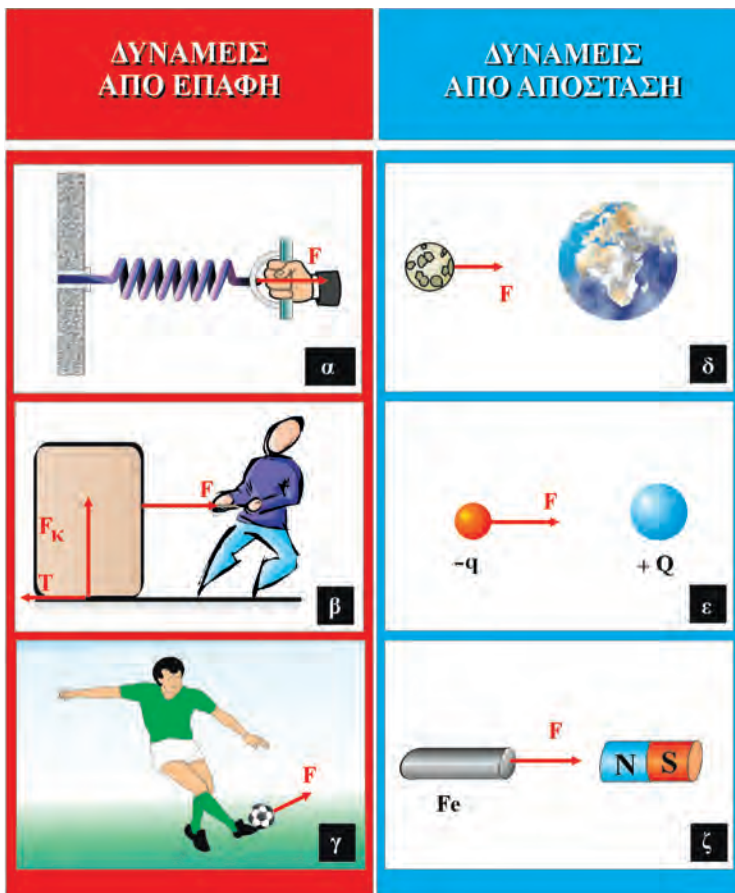 ΔΥΝΑΜΕΙΣ
ΑΠΟ ΕΠΑΦΗ
ΔΥΝΑΜΕΙΣ
ΑΠΟ ΑΠΟΣΤΑΣΗ
F
α
F
δ
F
Fκ
T
β
F
-q
+ Q
ε
F
γ
F
N S
Fe
ζ